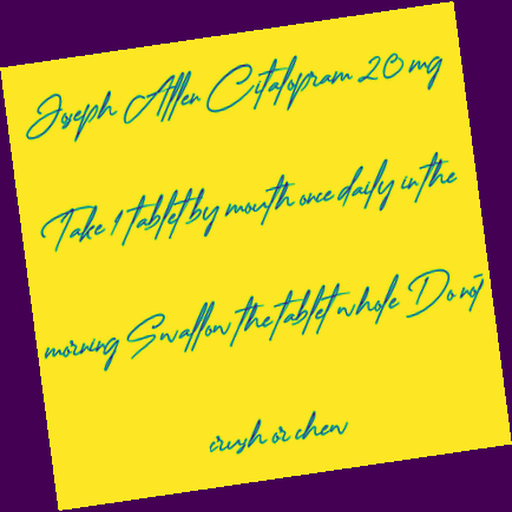 Joseph Allen Citalopram 20 mg
Take 1 tablet by mouth once daily in the
morning Swallow the tablet whole Do not
crush or chew